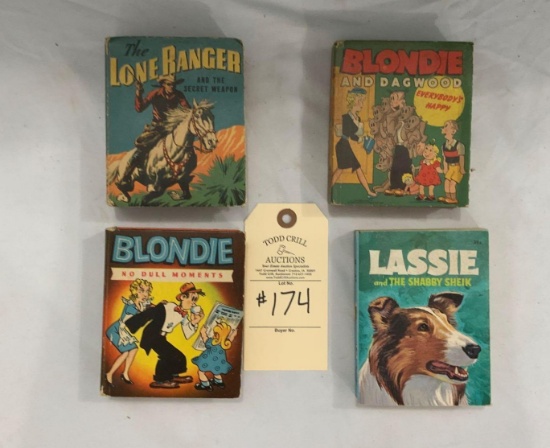 The
LONE RANGER
AND THE
SECRET WEAPON
BLONDIE
AND DAGWOOD
EVERYBODY'S
HAPPY
BLONDIE
NO DULL MOMENTS
TODD CRILL
AUCTIONS
Lot No.
#174
Buyer No.
LASSIE
and THE SHABBY SHEIK